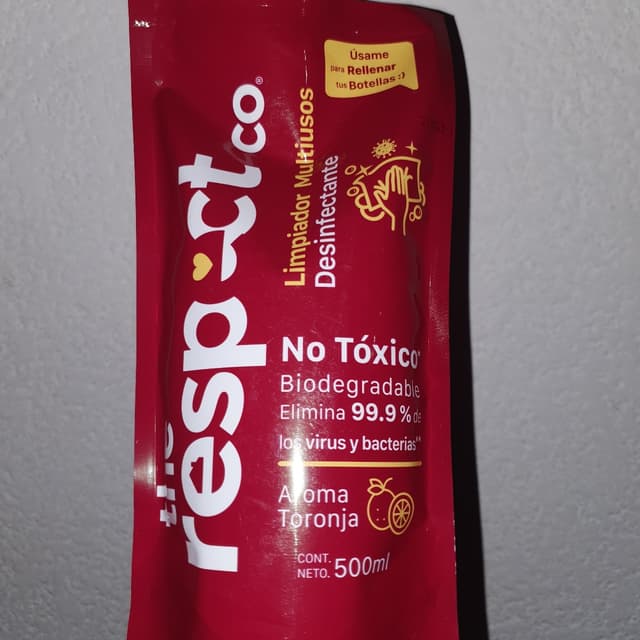 Úsame
para Rellenar
tus Botellas :)
the
respect co.®
Limpiador Multiusos
Desinfectante
No Tóxico*
Biodegradable
Elimina 99.9% de
los virus y bacterias**
Aroma
Toronja
CONT.
NETO. 500ml